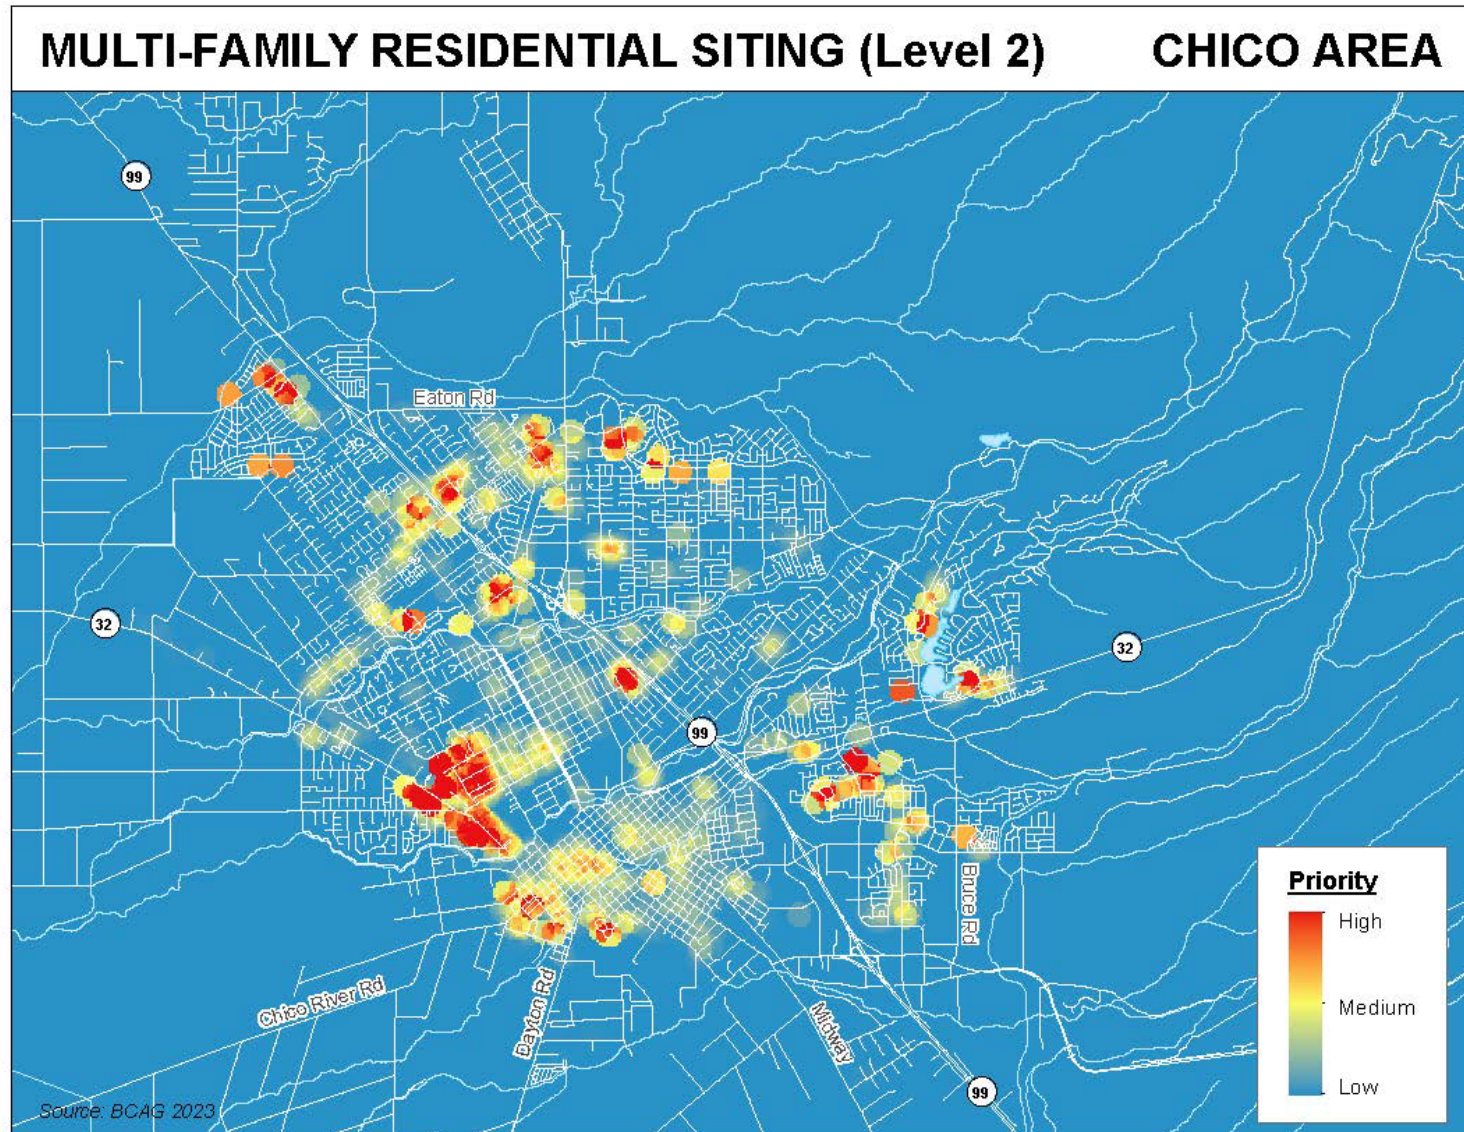 MULTI-FAMILY RESIDENTIAL SITING (Level 2) CHICO AREA
99
Eaton Rd
32
32
99
Bruce Rd
Priority
High
Medium
Low
Chico River Rd
Dayton Rd
Midway
99
Source: BCAG 2023